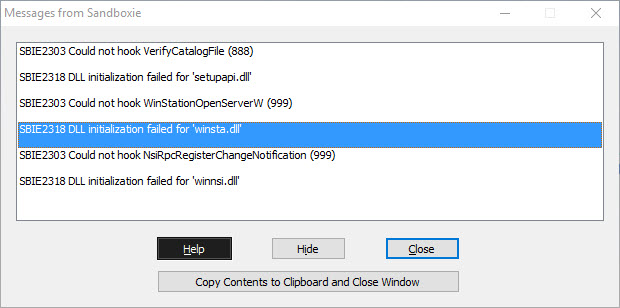 Messages from Sandboxie
SBIE2303 Could not hook VerifyCatalogFile (888)
SBIE2318 DLL initialization failed for 'setupapi.dll'
SBIE2303 Could not hook WinStationOpenServerW (999)
SBIE2318 DLL initialization failed for 'winsta.dll'
SBIE2303 Could not hook NsiRpcRegisterChangeNotification (999)
SBIE2318 DLL initialization failed for 'winnsi.dll'
Help Hide Close
Copy Contents to Clipboard and Close Window